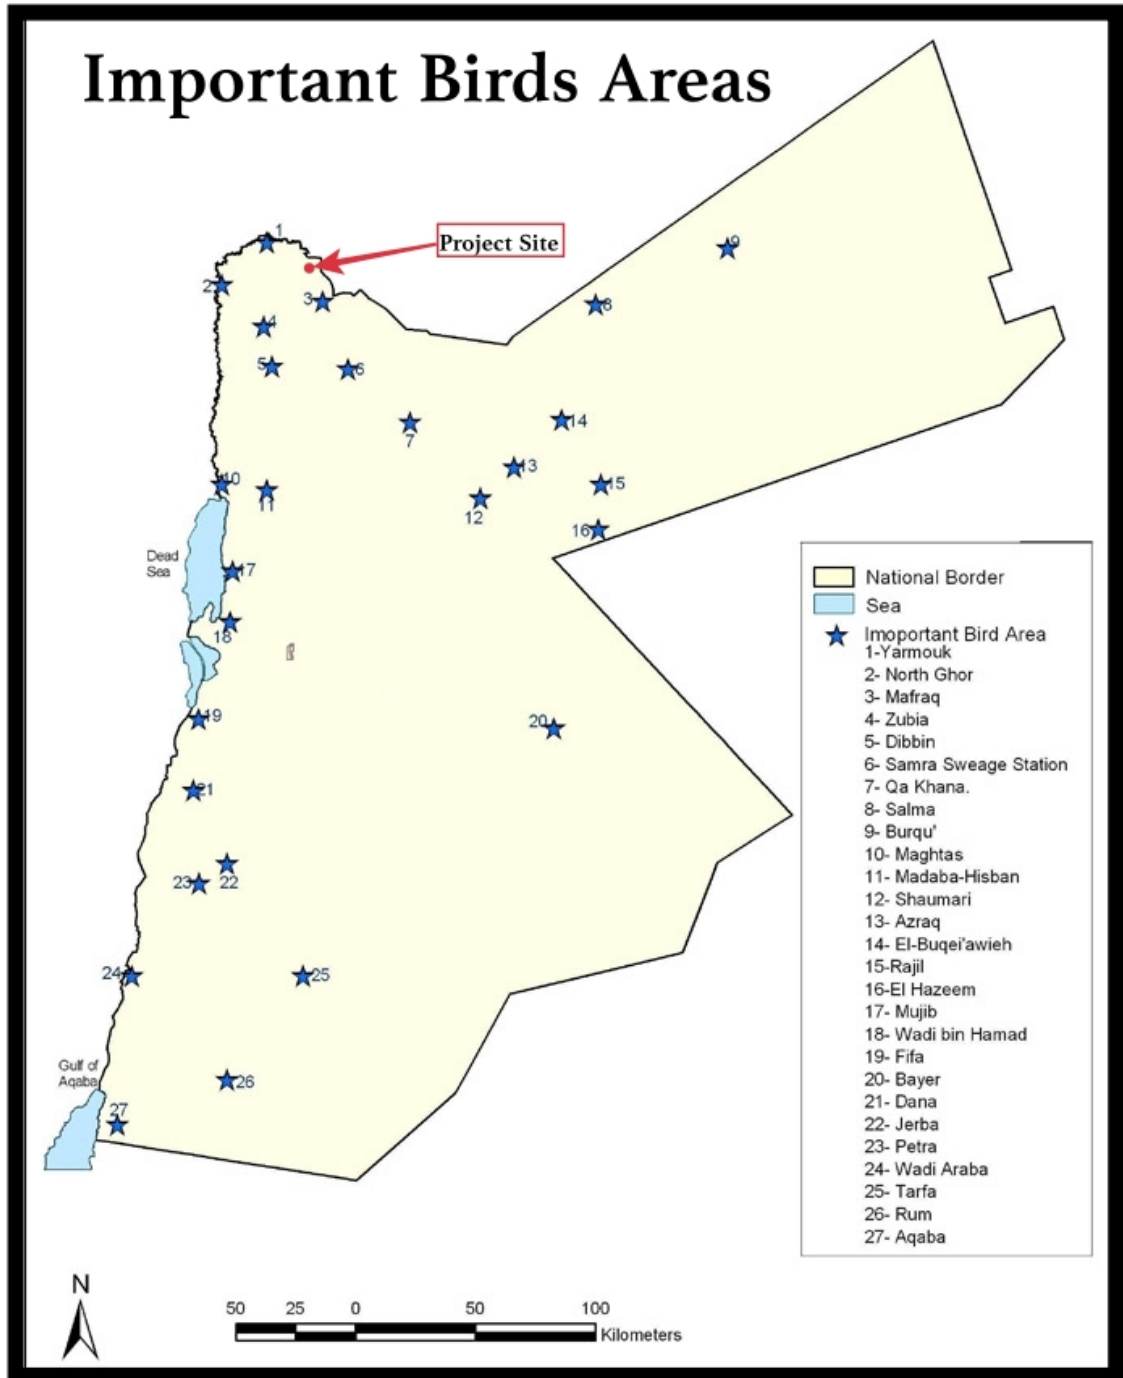 Important Birds Areas
1
Project Site
9
2
3
8
4
5
6
14
7
13
10
15
11
12
16
Dead
Sea
17
18
19
20
21
22
23
24
25
Gulf of
Aqaba
26
27
National Border
Sea
Imoportant Bird Area
1-Yarmouk
2- North Ghor
3- Mafraq
4- Zubia
5- Dibbin
6- Samra Sweage Station
7- Qa Khana.
8- Salma
9- Burqu'
10- Maghtas
11- Madaba-Hisban
12- Shaumari
13- Azraq
14- El-Buqei'awieh
15-Rajil
16-El Hazeem
17- Mujib
18- Wadi bin Hamad
19- Fifa
20- Bayer
21- Dana
22- Jerba
23- Petra
24- Wadi Araba
25- Tarfa
26- Rum
27- Aqaba
N
50 25 0 50 100
Kilometers